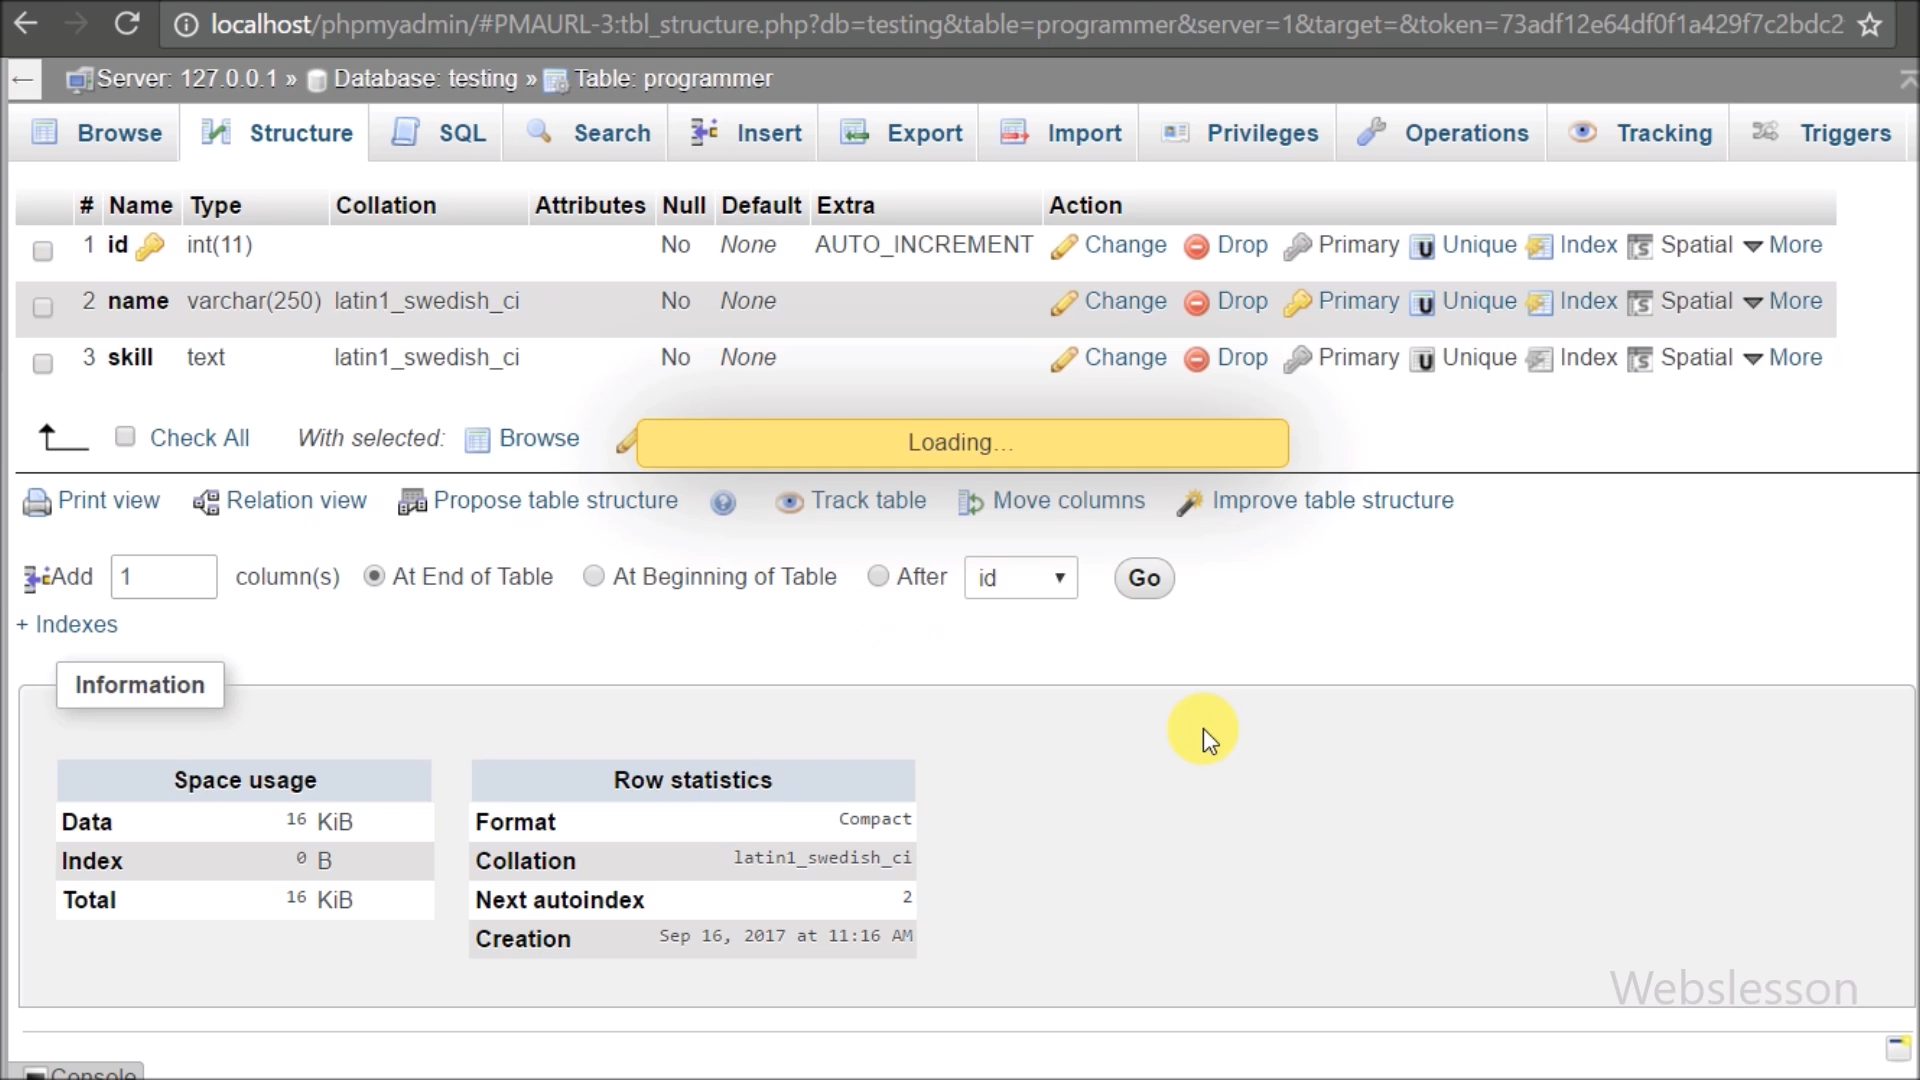 localhost/phpmyadmin/#PMAURL-3:tbl_structure.php?db=testing&table=programmer&server=1&target=&token=73adf12e64df0f1a429f7c2bdc2
Server: 127.0.0.1 » Database: testing » Table: programmer
Browse Structure SQL Search Insert Export Import Privileges Operations Tracking Triggers
# Name Type Collation Attributes Null Default Extra Action
1 id int(11) No None AUTO_INCREMENT Change Drop Primary Unique Index Spatial More
2 name varchar(250) latin1_swedish_ci No None Change Drop Primary Unique Index Spatial More
3 skill text latin1_swedish_ci No None Change Drop Primary Unique Index Spatial More
Check All With selected: Browse
Loading...
Print view Relation view Propose table structure Track table Move columns Improve table structure
Add 1 column(s) At End of Table At Beginning of Table After id Go
+ Indexes
Information
Space usage
Data 16 KiB
Index 0 B
Total 16 KiB
Row statistics
Format Compact
Collation latin1_swedish_ci
Next autoindex 2
Creation Sep 16, 2017 at 11:16 AM
Webslesson
Console